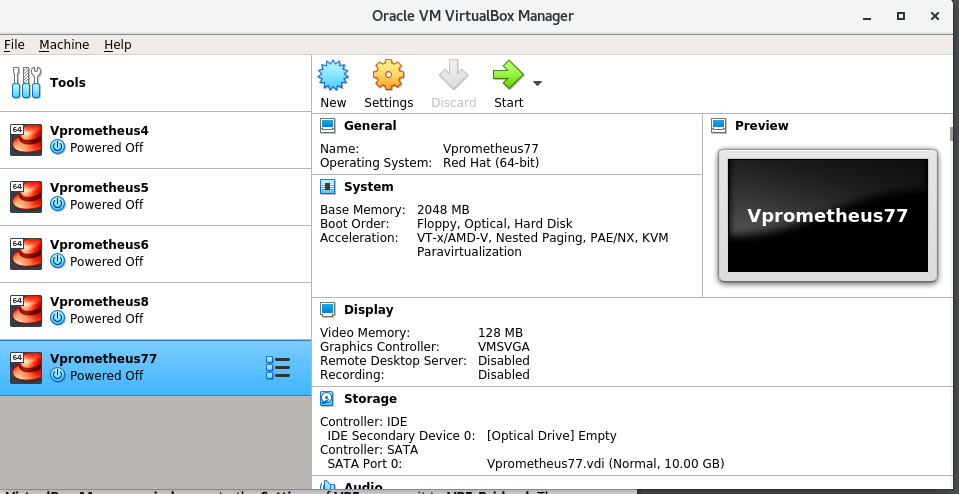 Oracle VM VirtualBox Manager
File Machine Help
Tools
New Settings Discard Start
64 Vprometheus4
Powered Off
64 Vprometheus5
Powered Off
64 Vprometheus6
Powered Off
64 Vprometheus8
Powered Off
64 Vprometheus77
Powered Off
General
Name: Vprometheus77
Operating System: Red Hat (64-bit)
Preview
Vprometheus77
System
Base Memory: 2048 MB
Boot Order: Floppy, Optical, Hard Disk
Acceleration: VT-x/AMD-V, Nested Paging, PAE/NX, KVM
Paravirtualization
Display
Video Memory: 128 MB
Graphics Controller: VMSVGA
Remote Desktop Server: Disabled
Recording: Disabled
Storage
Controller: IDE
IDE Secondary Device 0: [Optical Drive] Empty
Controller: SATA
SATA Port 0: Vprometheus77.vdi (Normal, 10.00 GB)
Audio